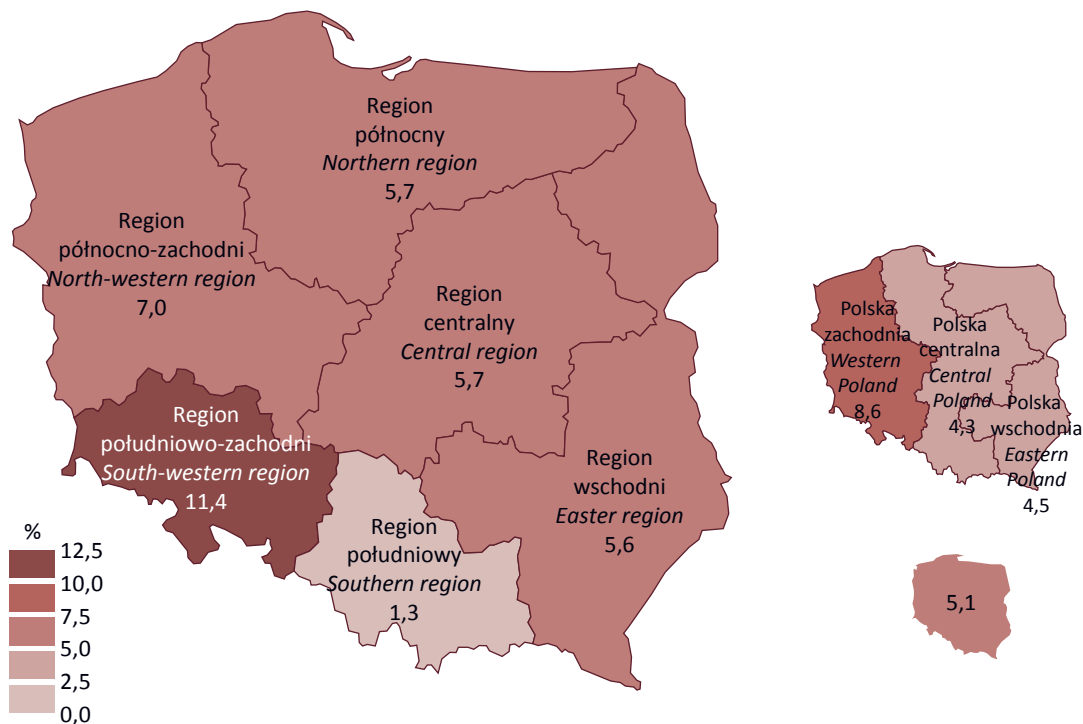 Region
północny
Northern region
5,7
Region
północno-zachodni
North-western region
7,0
Region
centralny
Central region
5,7
Region
południowo-zachodni
South-western region
11,4
Region
wschodni
Easter region
5,6
Region
południowy
Southern region
1,3
%
12,5
10,0
7,5
5,0
2,5
0,0
Polska
zachodnia
Western
Poland
8,6
Polska
centralna
Central
Poland
4,3
Polska
wschodnia
Eastern
Poland
4,5
5,1